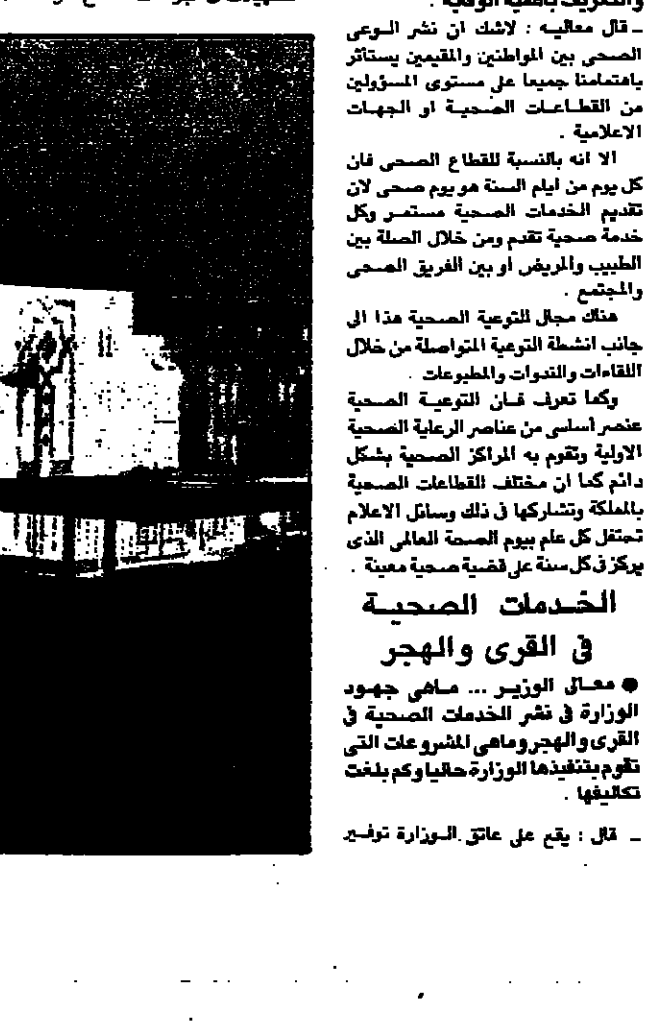 والتعريف باهمية الوقاية .
ـ قال معاليه : لاشك ان نشر الوعى
الصحى بين المواطنين والمقيمين يستأثر
باهتمامنا جميعا على مستوى المسؤولين
من القطاعات الصحية او الجهات
الاعلامية .
الا انه بالنسبة للقطاع الصحى فان
كل يوم من ايام السنة هو يوم صحى لان
تقديم الخدمات الصحية مستمر وكل
خدمة صحية تقدم ومن خلال الصلة بين
الطبيب والمريض أو بين الفريق الصحى
والمجتمع .
هناك مجال للتوعية الصحية هذا الى
جانب انشطة التوعية المتواصلة من خلال
اللقاءات والندوات والمطبوعات .
وكما تعرف فان التوعية الصحية
عنصر أساسى من عناصر الرعاية الصحية
الاولية وتقوم به المراكز الصحية بشكل
دائم كما ان مختلف القطاعات الصحية
بالملكة وتشاركها فى ذلك وسائل الاعلام
تحتفل كل عام بيوم الصحة العالمى الذى
يركز فى كل سنة على قضية صحية معينة .
الخدمات الصحية
فى القرى والهجر
● معالى الوزير ... ماهى جهود
الوزارة فى نشر الخدمات الصحية فى
القرى والهجر وماهى المشروعات التى
تقوم بتنفيذها الوزارة حاليا وكم بلغت
تكاليفها .
ـ قال : يقع على عاتق الوزارة توفير